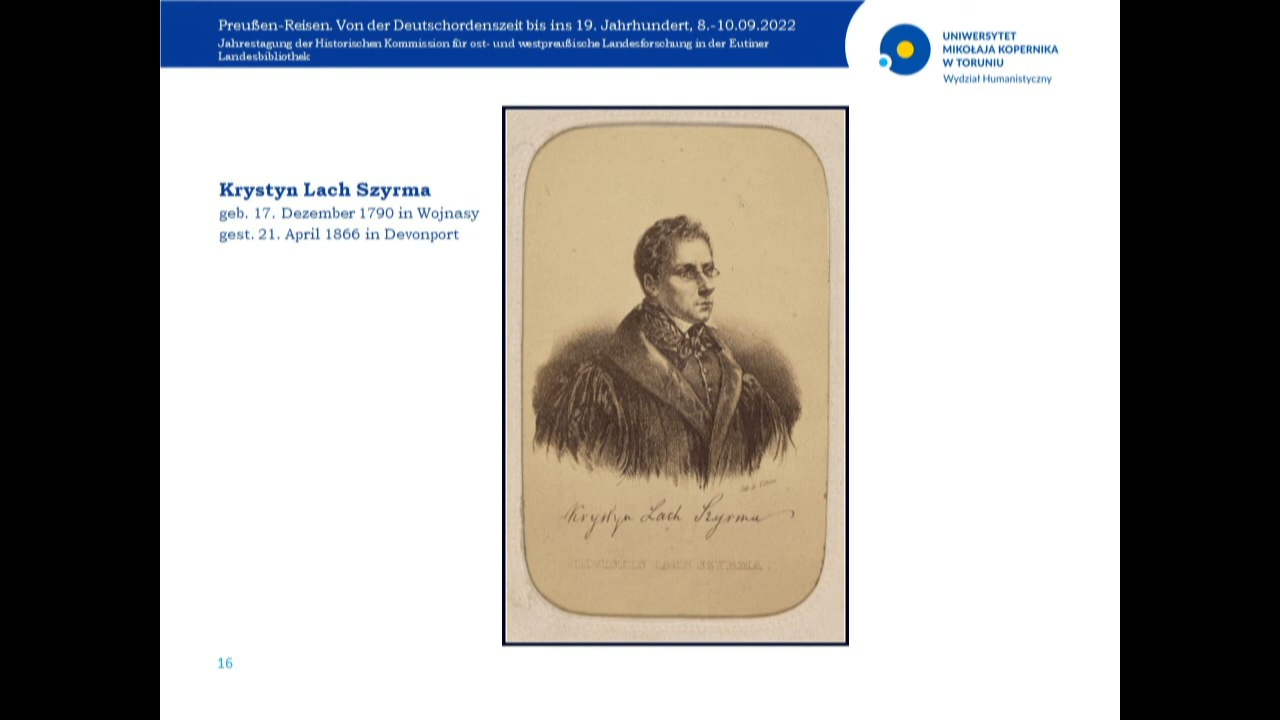 Preußen-Reisen. Von der Deutschordenszeit bis ins 19. Jahrhundert, 8.-10.09.2022
Jahrestagung der Historischen Kommission für ost- und westpreußische Landesforschung in der Eutiner
Landesbibliothek
UNIWERSYTET
MIKOŁAJA KOPERNIKA
W TORUNIU
Wydział Humanistyczny
Krystyn Lach Szyrma
geb. 17. Dezember 1790 in Wojnasy
gest. 21. April 1866 in Devonport
Krystyn Lach Szyrma
LACH SZYRMA.
16